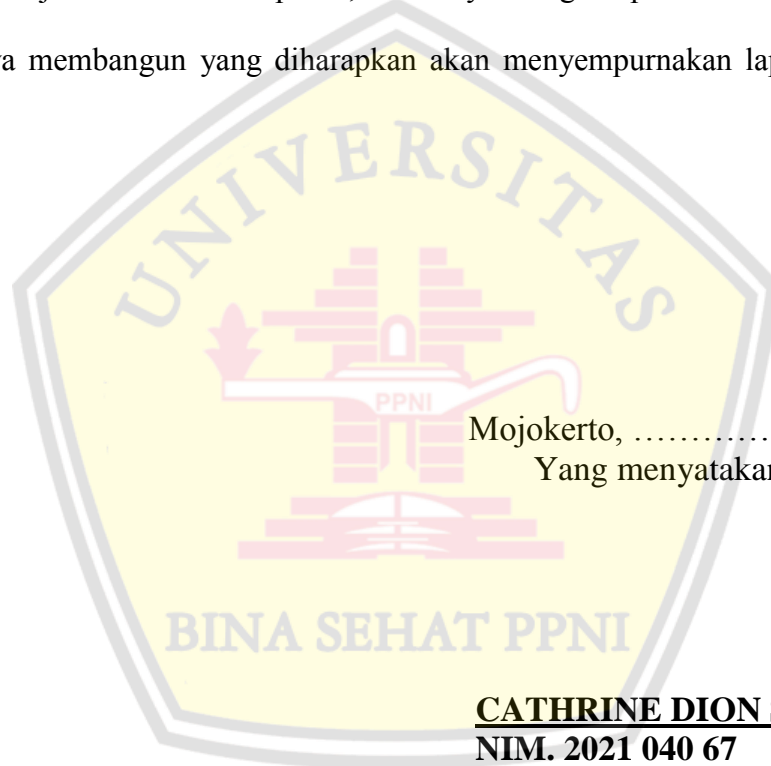 va membangun yang diharapkan akan menyempurnakan lap
UNIVERSITAS
PPNI
Mojokerto, ………….
Yang menyatakan
BINA SEHAT PPNI
CATHRINE DION
NIM. 2021 040 67